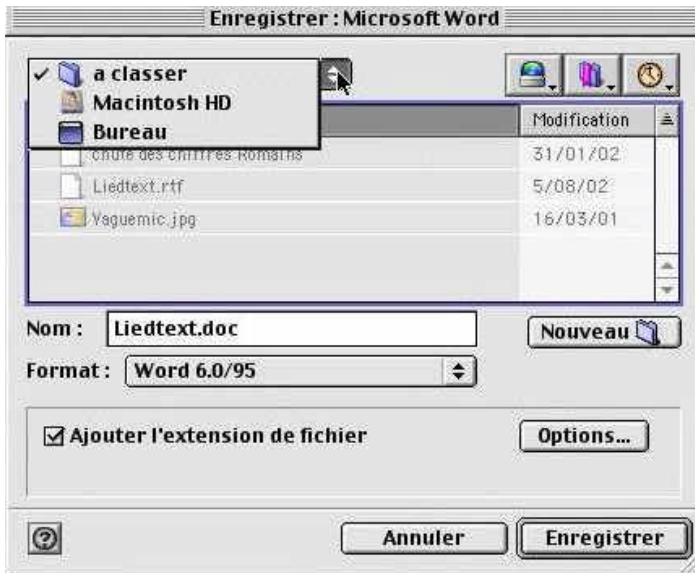 Enregistrer : Microsoft Word
✓ a classer
Macintosh HD
Bureau
Modification
chute des chiffres Romains 31/01/02
Liedtext.rtf 5/08/02
Vaguemic.jpg 16/03/01
Nom : Liedtext.doc
Nouveau
Format : Word 6.0/95
Ajouter l'extension de fichier
Options...
?
Annuler
Enregistrer